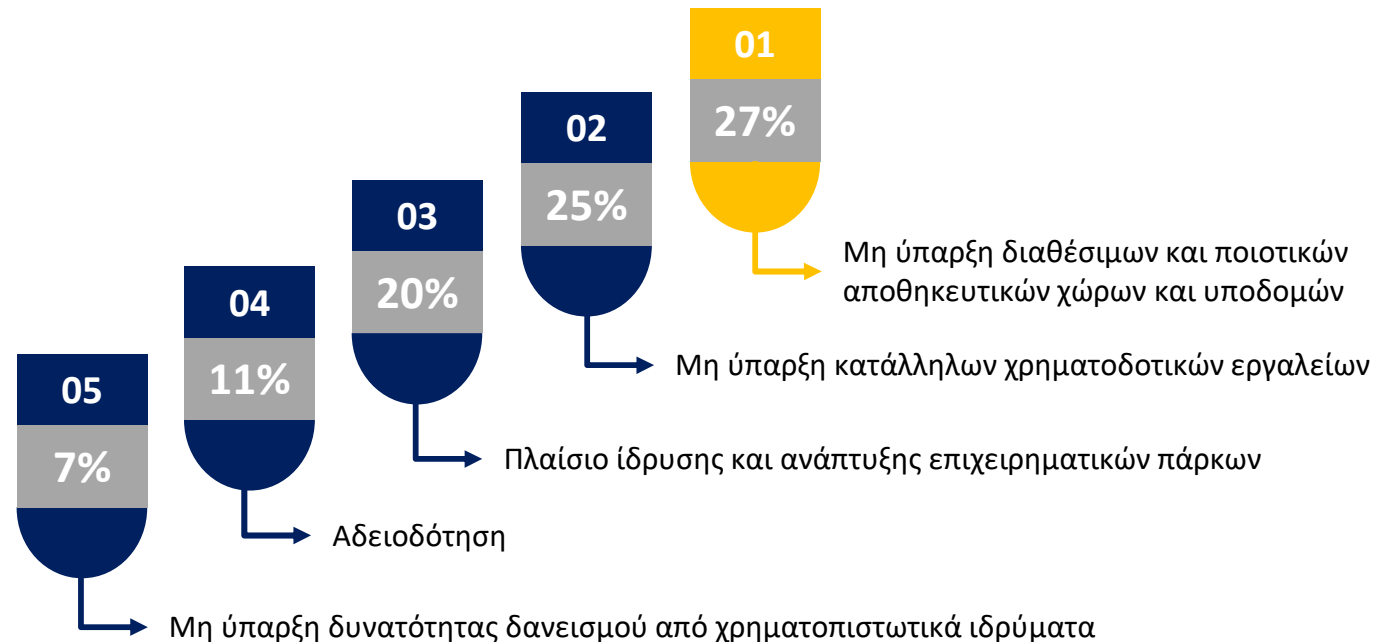 01
27%
Μη ύπαρξη διαθέσιμων και ποιοτικών
αποθηκευτικών χώρων και υποδομών
02
25%
Μη ύπαρξη κατάλληλων χρηματοδοτικών εργαλείων
03
20%
Πλαίσιο ίδρυσης και ανάπτυξης επιχειρηματικών πάρκων
04
11%
Αδειοδότηση
05
7%
Μη ύπαρξη δυνατότητας δανεισμού από χρηματοπιστωτικά ιδρύματα